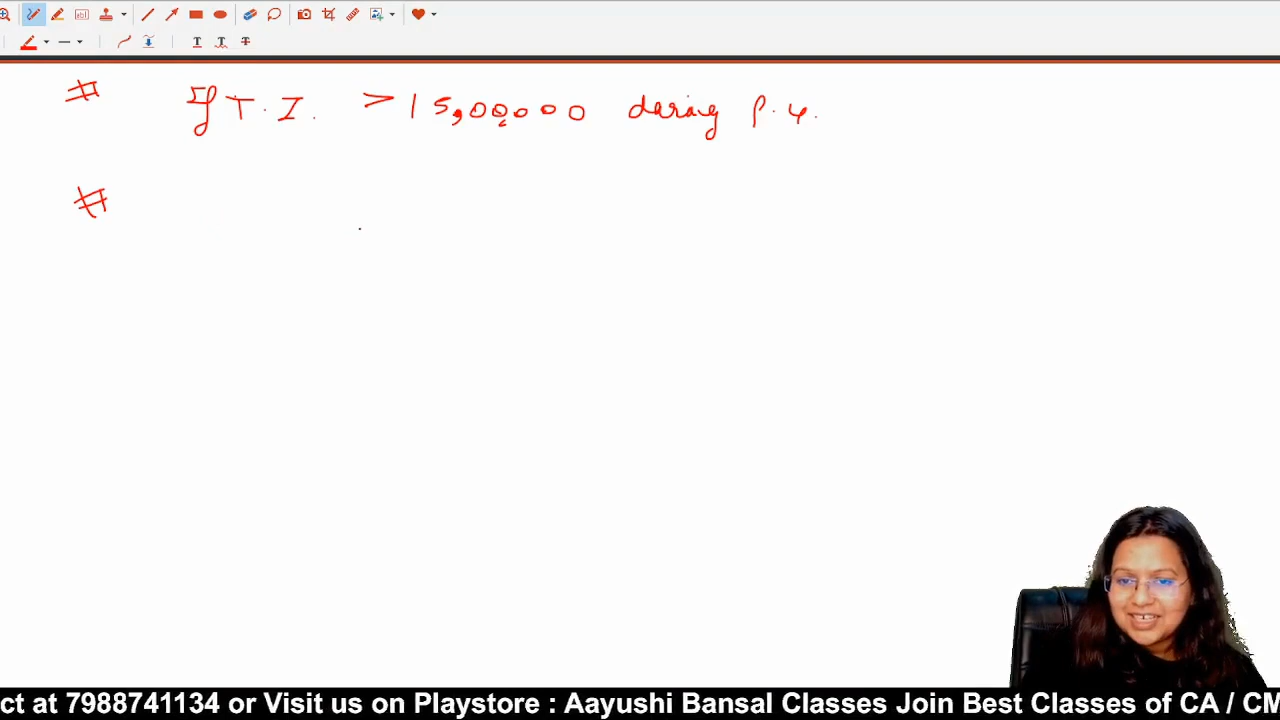 # If T.I. > 15,00,000 during P.Y.
#
ct at 7988741134 or Visit us on Playstore : Aayushi Bansal Classes Join Best Classes of CA / CM